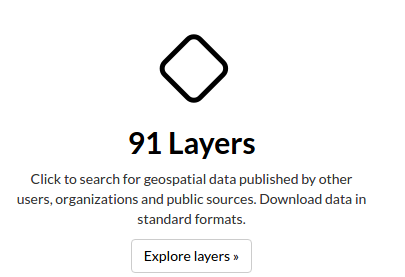 91 Layers
Click to search for geospatial data published by other
users, organizations and public sources. Download data in
standard formats.
Explore layers »